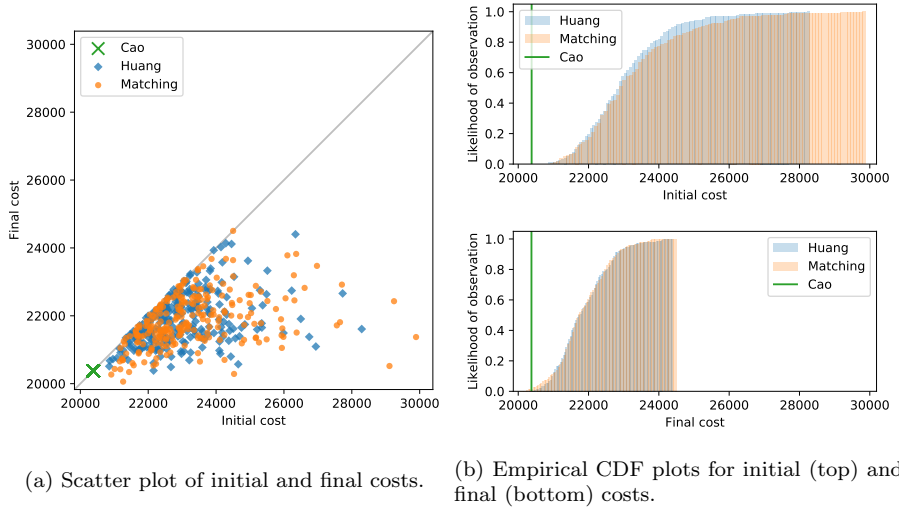 30000
28000
26000
24000
22000
20000
Final cost
20000 22000 24000 26000 28000 30000
Initial cost
Cao
Huang
Matching
(a) Scatter plot of initial and final costs.
1.0
0.8
0.6
0.4
0.2
0.0
Likelihood of observation
20000 22000 24000 26000 28000 30000
Initial cost
Huang
Matching
Cao
1.0
0.8
0.6
0.4
0.2
0.0
Likelihood of observation
20000 22000 24000 26000 28000 30000
Final cost
Huang
Matching
Cao
(b) Empirical CDF plots for initial (top) and
final (bottom) costs.